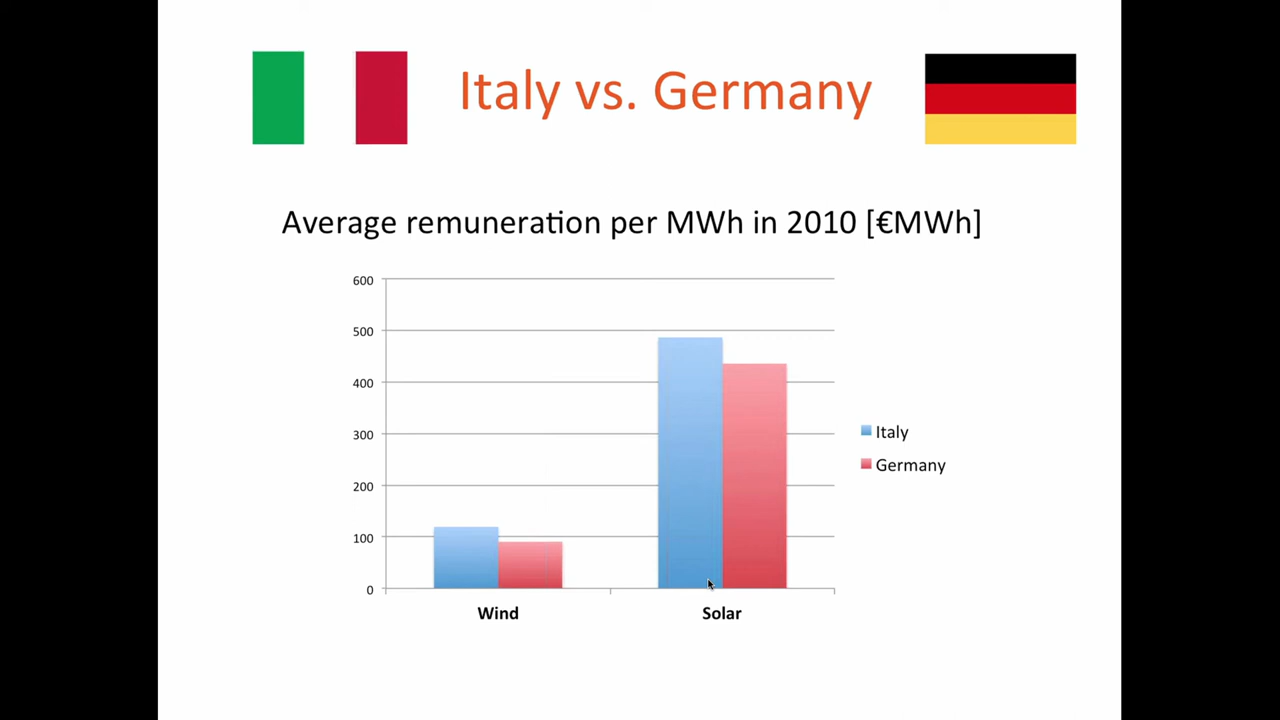 Italy vs. Germany
Average remuneration per MWh in 2010 [€MWh]
600
500
400
300
200
100
0
Italy
Germany
Wind
Solar